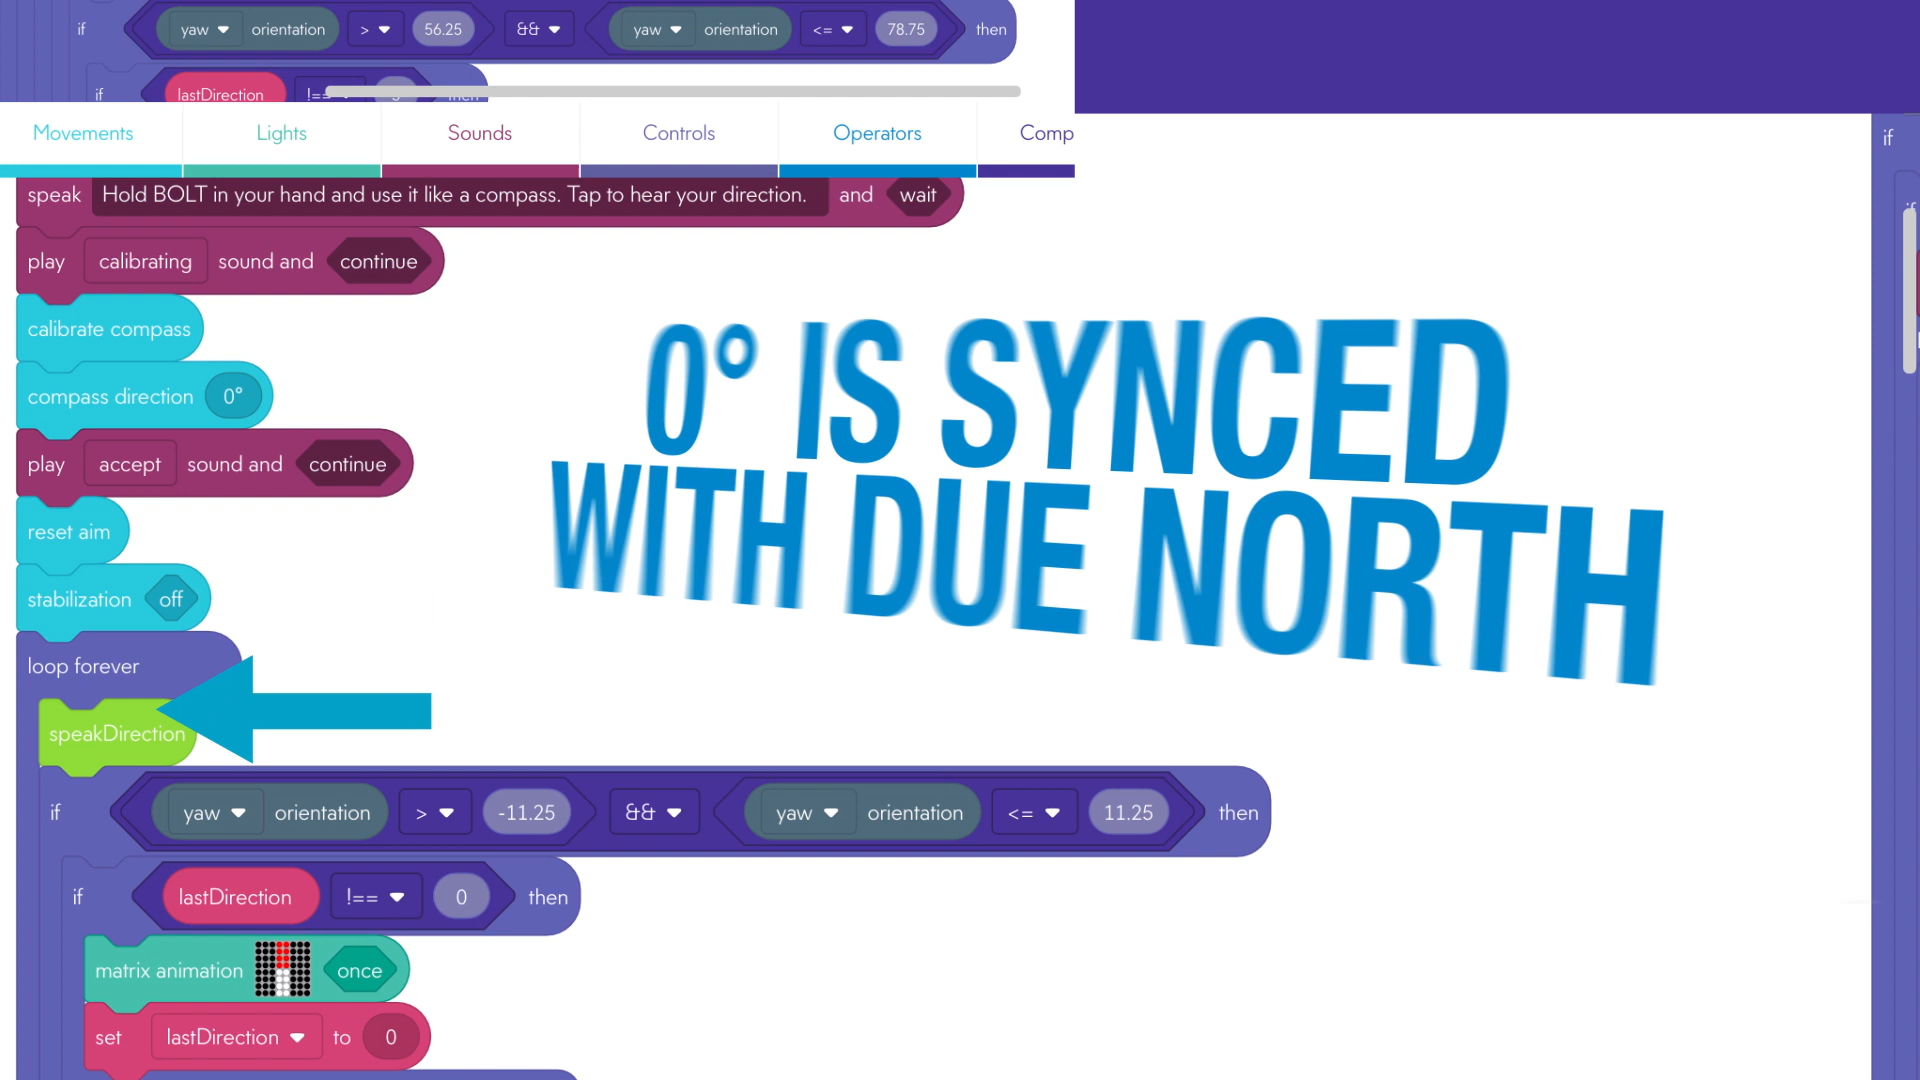 if yaw orientation > 56.25 && yaw orientation <= 78.75 then
if lastDirection !== then
Movements Lights Sounds Controls Operators Comp
if
speak Hold BOLT in your hand and use it like a compass. Tap to hear your direction. and wait
play calibrating sound and continue
calibrate compass
compass direction 0°
play accept sound and continue
reset aim
stabilization off
loop forever
speakDirection
if yaw orientation > -11.25 && yaw orientation <= 11.25 then
if lastDirection !== 0 then
matrix animation once
set lastDirection to 0
0° IS SYNCED
WITH DUE NORTH